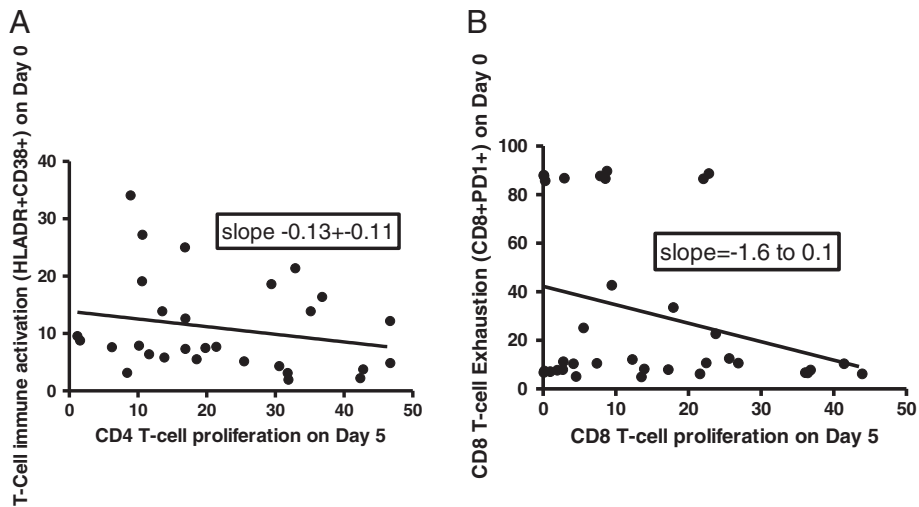 A
T-Cell immune activation (HLADR+CD38+) on Day 0
40
30
20
10
0
slope -0.13+-0.11
0 10 20 30 40 50
CD4 T-cell proliferation on Day 5
B
CD8 T-cell Exhaustion (CD8+PD1+) on Day 0
100
80
60
40
20
0
slope=-1.6 to 0.1
0 10 20 30 40 50
CD8 T-cell proliferation on Day 5